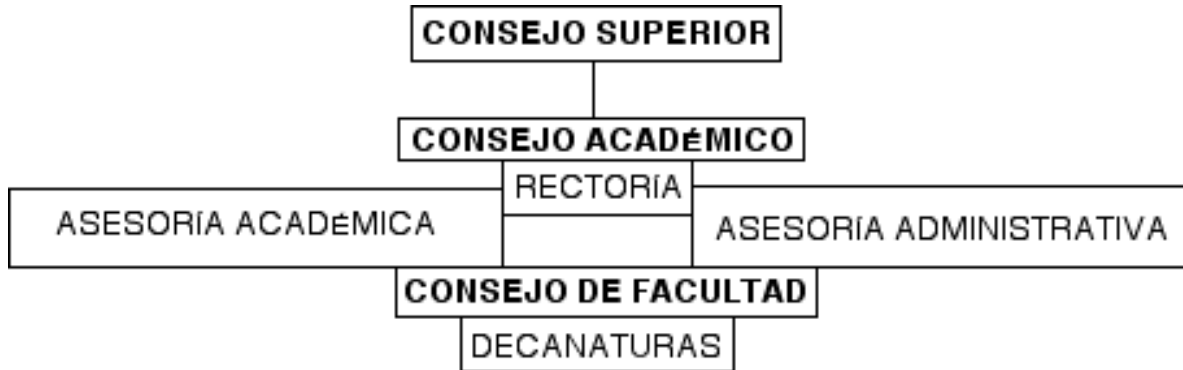 CONSEJO SUPERIOR
CONSEJO ACADÉMICO
RECTORÍA
ASESORÍA ACADÉMICA
ASESORÍA ADMINISTRATIVA
CONSEJO DE FACULTAD
DECANATURAS